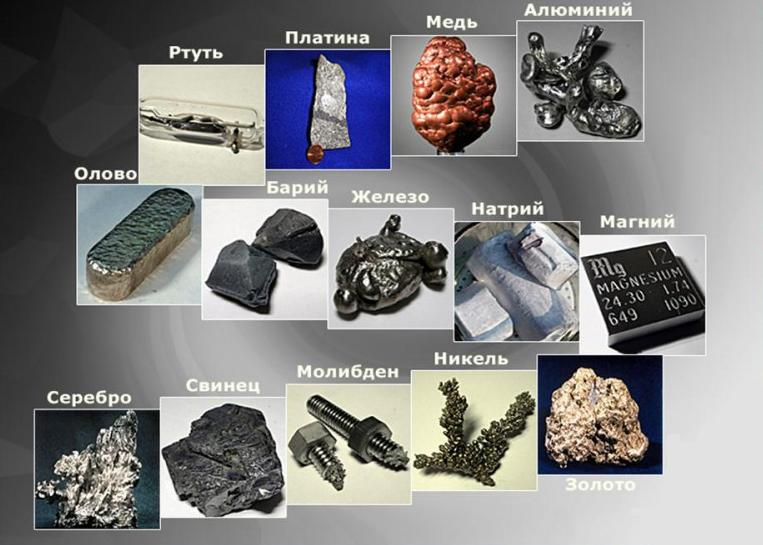 Ртуть
Платина
Медь
Алюминий
Олово
Барий
Железо
Натрий
Магний
Mg 12
MAGNESIUM
24.30 1.74
649 1090
Серебро
Свинец
Молибден
Никель
Золото